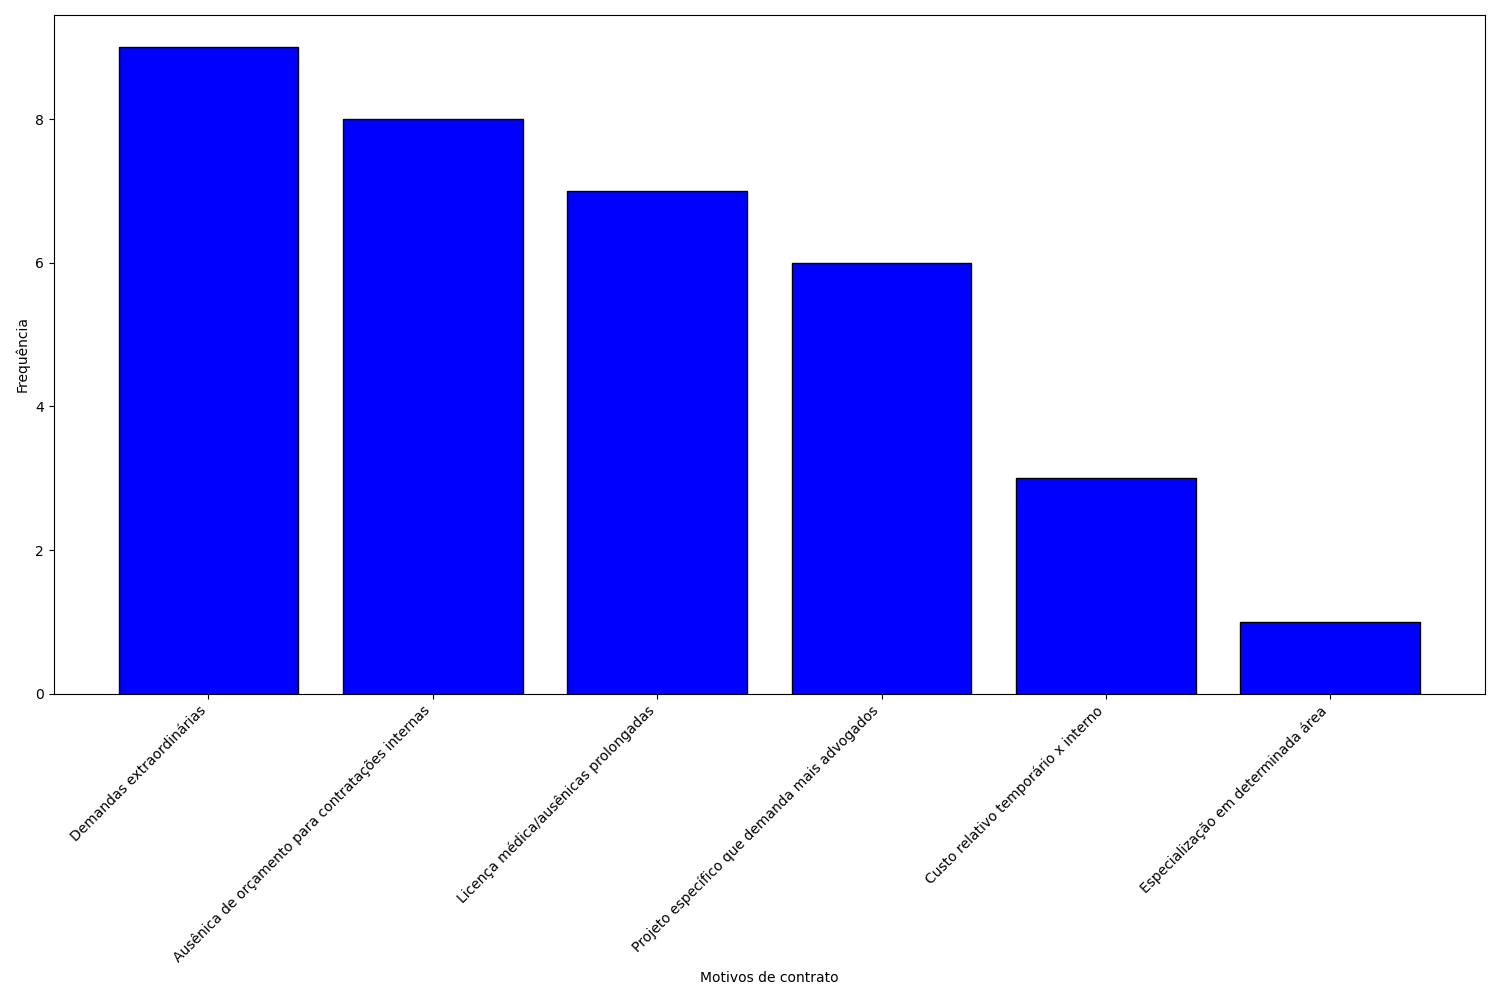 Frequência
8
6
4
2
0
Demandas extraordinárias
Ausênica de orçamento para contratações internas
Licença médica/ausênicas prolongadas
Projeto específico que demanda mais advogados
Custo relativo temporário x interno
Especialização em determinada área
Motivos de contrato